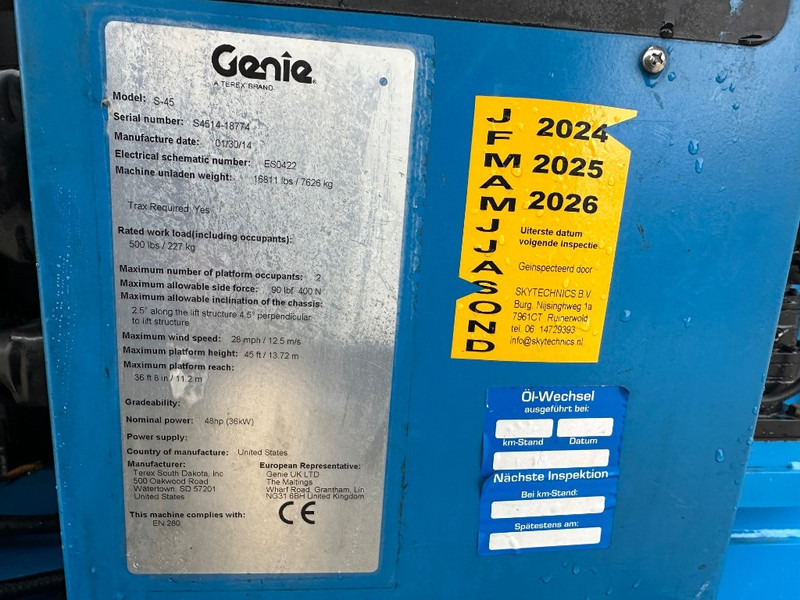 Genie
A TEREX BRAND
Model: S-45
Serial number: S4514-18774
Manufacture date: 01/30/14
Electrical schematic number: ES0422
Machine unladen weight: 16811 lbs / 7626 kg
Trax Required Yes
Rated work load(including occupants):
500 lbs / 227 kg
Maximum number of platform occupants: 2
Maximum allowable side force: 90 lbf 400 N
Maximum allowable inclination of the chassis:
2.5° along the lift structure 4.5° perpendicular
to lift structure
Maximum wind speed: 28 mph / 12.5 m/s
Maximum platform height: 45 ft / 13.72 m
Maximum platform reach:
36 ft 8 in / 11.2 m
Gradeability:
Nominal power: 48hp (36kW)
Power supply:
Country of manufacture: United States
Manufacturer:
Terex South Dakota, Inc
500 Oakwood Road
Watertown, SD 57201
United States
European Representative:
Genie UK LTD
The Maltings
Wharf Road, Grantham, Lin
NG31 6BH United Kingdom
This machine complies with:
EN 280
CE
J
F
M
A
M
J
J
A
S
O
N
D
2024
2025
2026
Uiterste datum
volgende inspectie
Geïnspecteerd door
SKYTECHNICS B.V
Burg. Nijsinghweg 1a
7961CT Ruinerwold
tel. 06 14729393
info@skytechnics.nl
Öl-Wechsel
ausgeführt bei:
km-Stand Datum
Nächste Inspektion
Bei km-Stand:
Spätestens am: